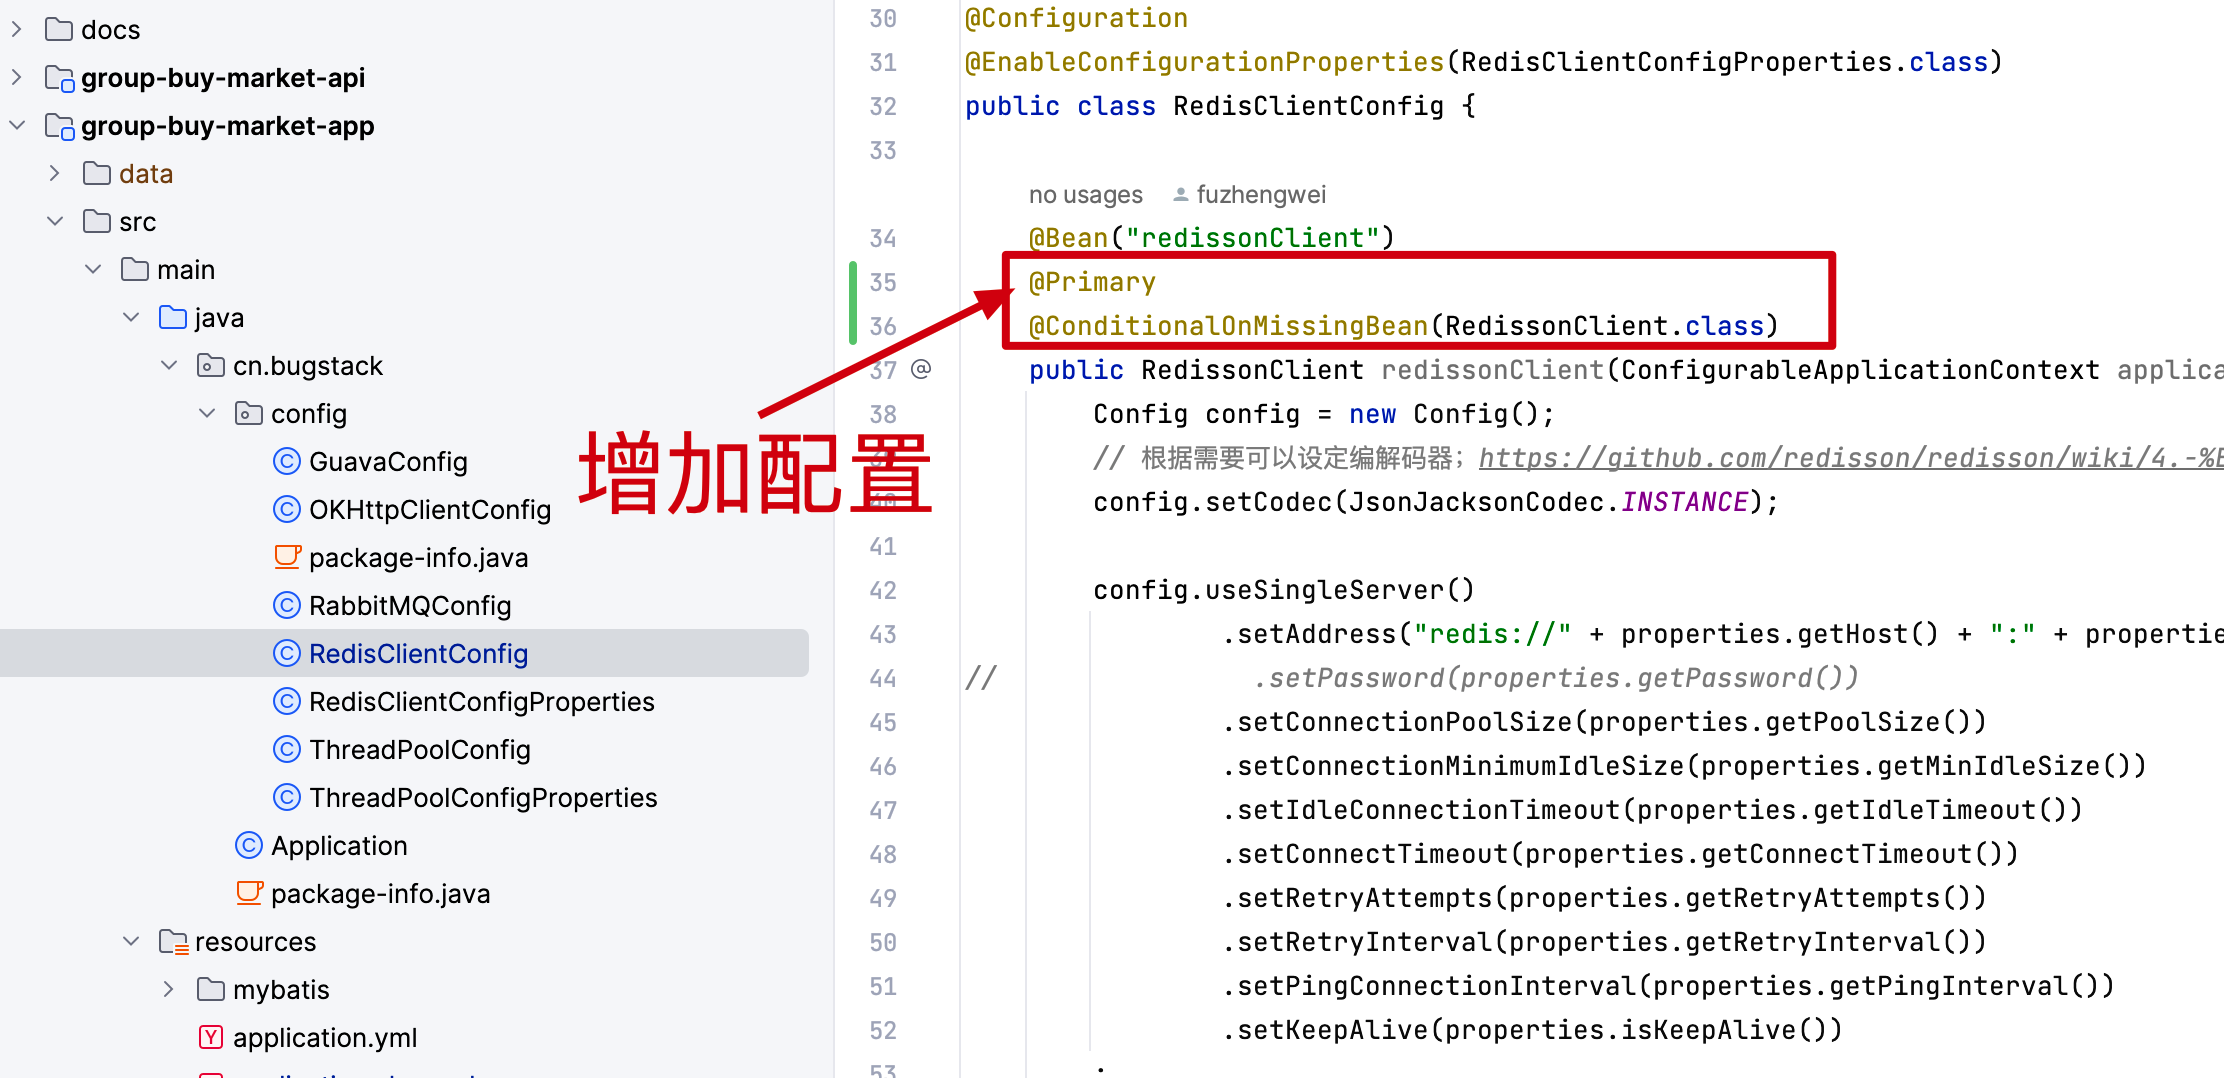 docs
group-buy-market-api
group-buy-market-app
data
src
main
java
cn.bugstack
config
GuavaConfig
OKHttpClientConfig
package-info.java
RabbitMQConfig
RedisClientConfig
RedisClientConfigProperties
ThreadPoolConfig
ThreadPoolConfigProperties
Application
package-info.java
resources
mybatis
application.yml
增加配置
30 @Configuration
31 @EnableConfigurationProperties(RedisClientConfigProperties.class)
32 public class RedisClientConfig {
33
no usages fuzhengwei
34 @Bean("redissonClient")
35 @Primary
36 @ConditionalOnMissingBean(RedissonClient.class)
37 @ public RedissonClient redissonClient(ConfigurableApplicationContext applica
38 Config config = new Config();
// 根据需要可以设定编解码器；https://github.com/redisson/redisson/wiki/4.-%E
config.setCodec(JsonJacksonCodec.INSTANCE);
41
42 config.useSingleServer()
43 .setAddress("redis://" + properties.getHost() + ":" + propertie
44 // .setPassword(properties.getPassword())
45 .setConnectionPoolSize(properties.getPoolSize())
46 .setConnectionMinimumIdleSize(properties.getMinIdleSize())
47 .setIdleConnectionTimeout(properties.getIdleTimeout())
48 .setConnectTimeout(properties.getConnectTimeout())
49 .setRetryAttempts(properties.getRetryAttempts())
50 .setRetryInterval(properties.getRetryInterval())
51 .setPingConnectionInterval(properties.getPingInterval())
52 .setKeepAlive(properties.isKeepAlive())
53